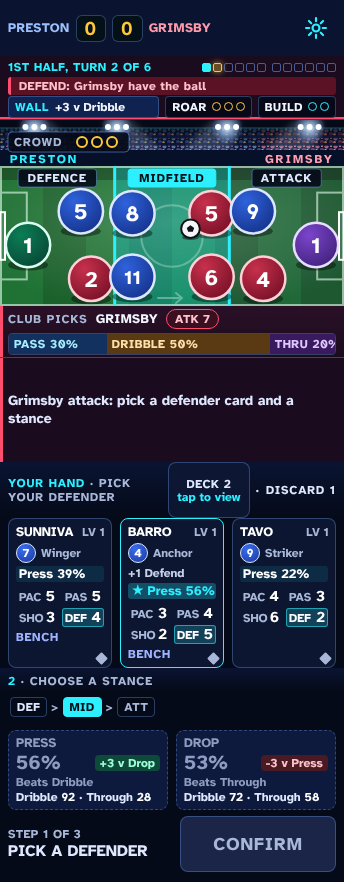 PRESTON 0 0 GRIMSBY
1ST HALF, TURN 2 OF 6
DEFEND: Grimsby have the ball
WALL +3 v Dribble
ROAR
BUILD
CROWD
PRESTON GRIMSBY
DEFENCE MIDFIELD ATTACK
5 8 5 9
1 1
2 11 6 4
CLUB PICKS GRIMSBY ATK 7
PASS 30% DRIBBLE 50% THRU 20%
Grimsby attack: pick a defender card and a
stance
YOUR HAND · PICK
YOUR DEFENDER
DECK 2
tap to view
· DISCARD 1
SUNNIVA LV 1
7 Winger
Press 39%
PAC 5 PAS 5
SHO 3 DEF 4
BENCH
BARRO LV 1
4 Anchor
+1 Defend
★ Press 56%
PAC 3 PAS 4
SHO 2 DEF 5
BENCH
TAVO LV 1
9 Striker
Press 22%
PAC 4 PAS 3
SHO 6 DEF 2
2 · CHOOSE A STANCE
DEF > MID > ATT
PRESS
56% +3 v Drop
Beats Dribble
Dribble 92 · Through 28
DROP
53% -3 v Press
Beats Through
Dribble 72 · Through 58
STEP 1 OF 3
PICK A DEFENDER
CONFIRM